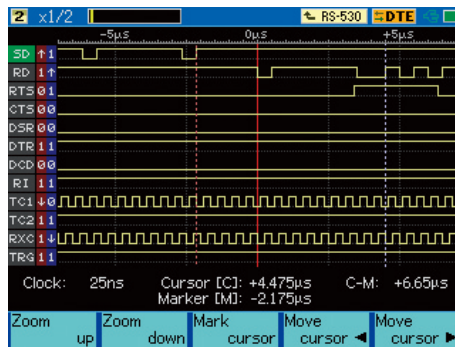 2 x1/2 RS-530 DTE
-5μs 0μs +5μs
SD ↑1
RD 1↑
RTS 01
CTS 00
DSR 00
DTR 11
DCD 00
RI 11
TC1 ↓0
TC2 11
RXC 1↓
TRG 11
Clock: 25ns Cursor [C]: +4.475μs C-M: +6.65μs
Marker [M]: -2.175μs
Zoom up Zoom down Mark cursor Move cursor ◄ Move cursor ►